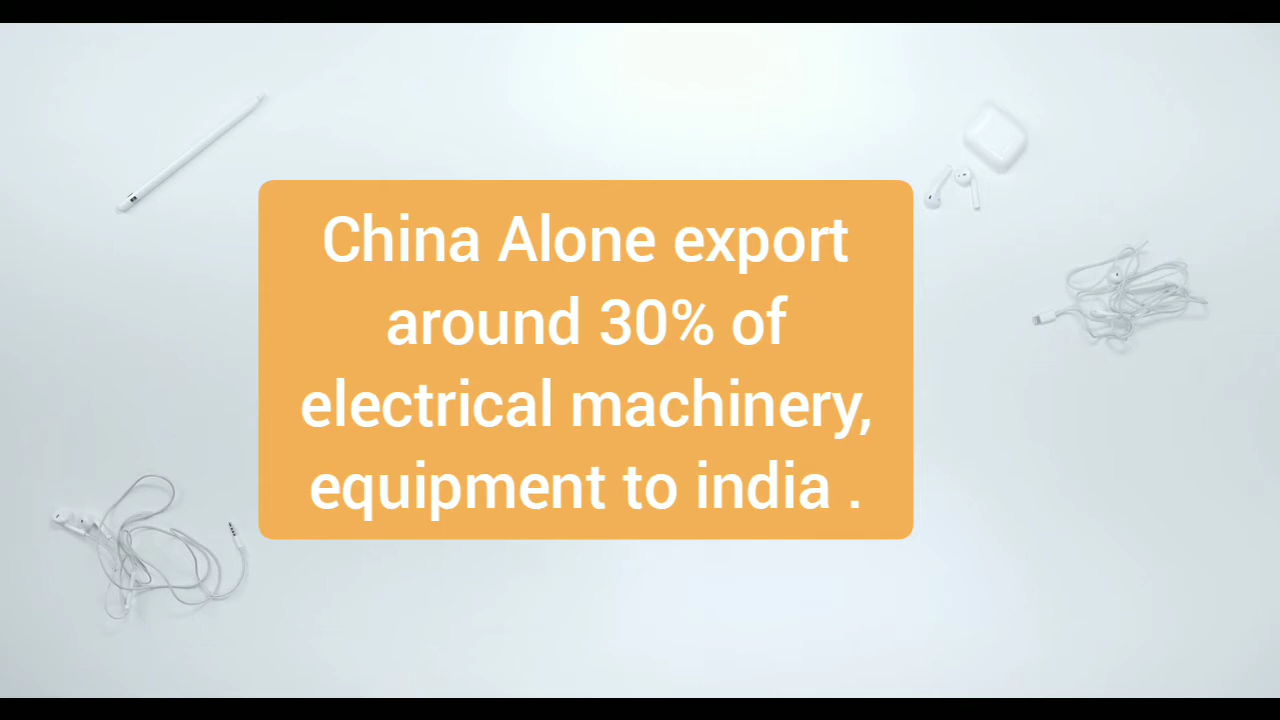 China Alone export
around 30% of
electrical machinery,
equipment to india .